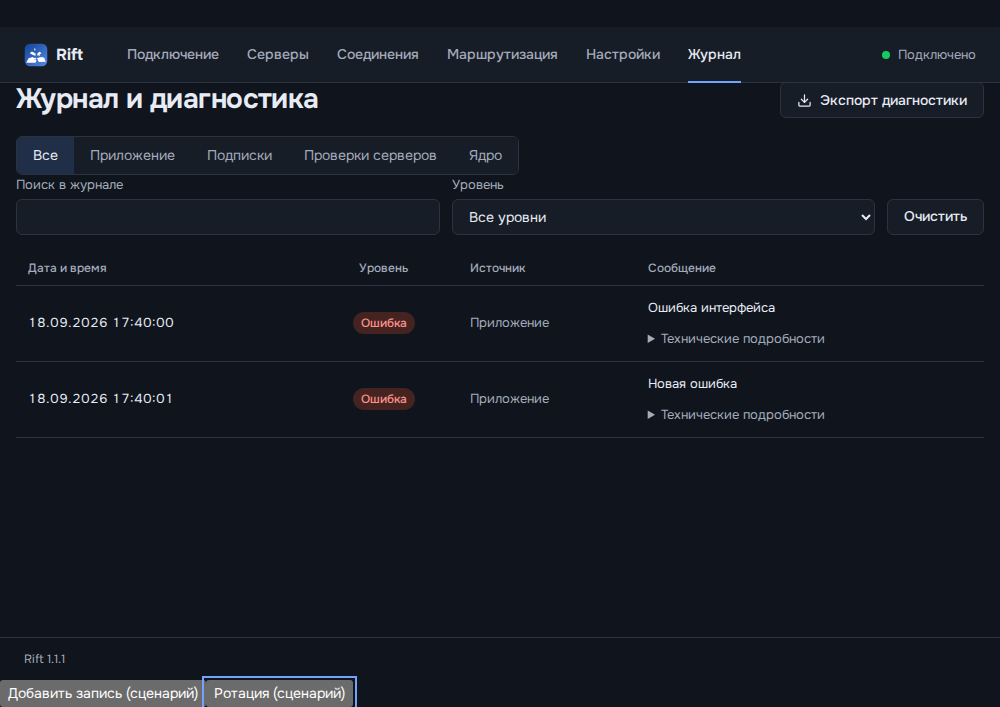 Rift
Подключение
Серверы
Соединения
Маршрутизация
Настройки
Журнал
Подключено
Журнал и диагностика
Экспорт диагностики
Все
Приложение
Подписки
Проверки серверов
Ядро
Поиск в журнале
Уровень
Все уровни
Очистить
Дата и время
Уровень
Источник
Сообщение
18.09.2026 17:40:00
Ошибка
Приложение
Ошибка интерфейса
Технические подробности
18.09.2026 17:40:01
Ошибка
Приложение
Новая ошибка
Технические подробности
Rift 1.1.1
Добавить запись (сценарий)
Ротация (сценарий)